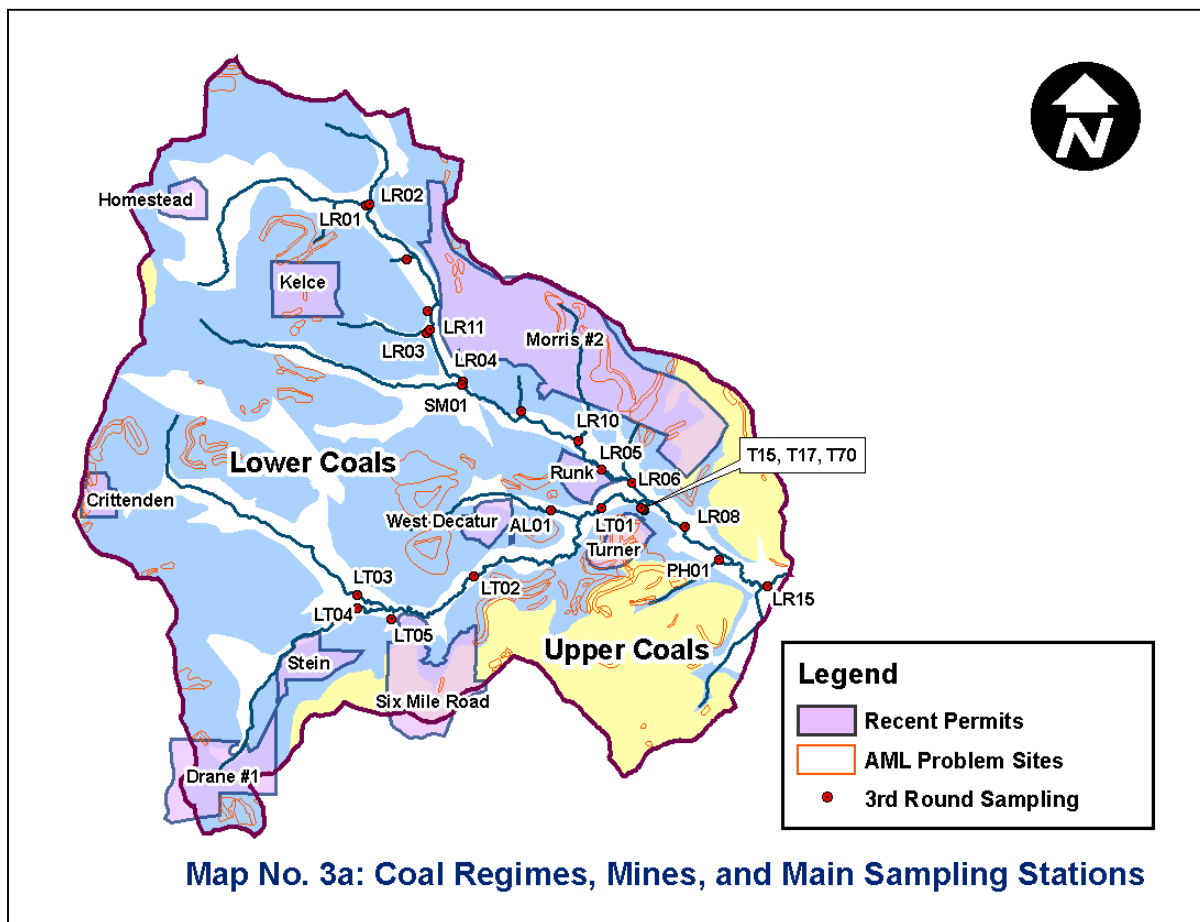 N
Homestead
LR02
LR01
Kelce
LR11
Morris #2
LR03
LR04
SM01
LR10
T15, T17, T70
LR05
Lower Coals
Runk
LR06
Crittenden
West Decatur
AL01
LT01
LR08
Turner
PH01
LT03
LT02
LR15
LT04
LT05
Upper Coals
Stein
Six Mile Road
Drane #1
Legend
Recent Permits
AML Problem Sites
3rd Round Sampling
Map No. 3a: Coal Regimes, Mines, and Main Sampling Stations